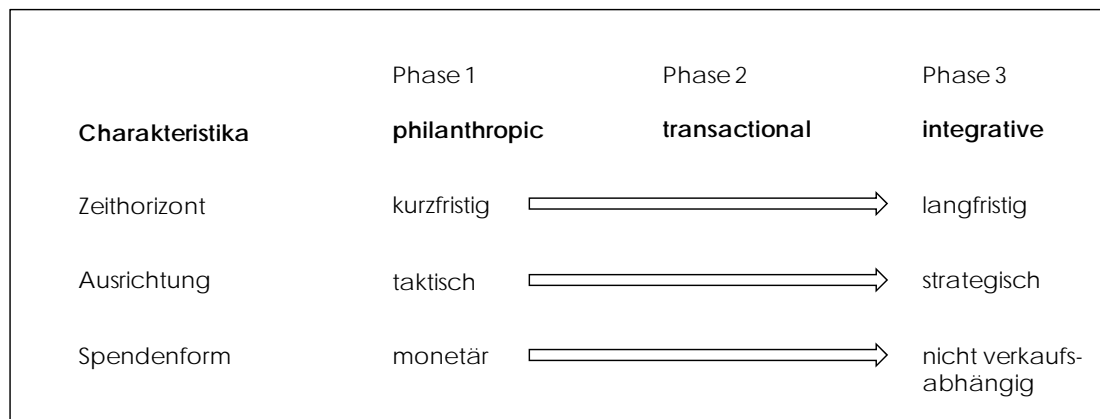 Phase 1 Phase 2 Phase 3
Charakteristika philanthropic transactional integrative
Zeithorizont kurzfristig langfristig
Ausrichtung taktisch strategisch
Spendenform monetär nicht verkaufs-
abhängig